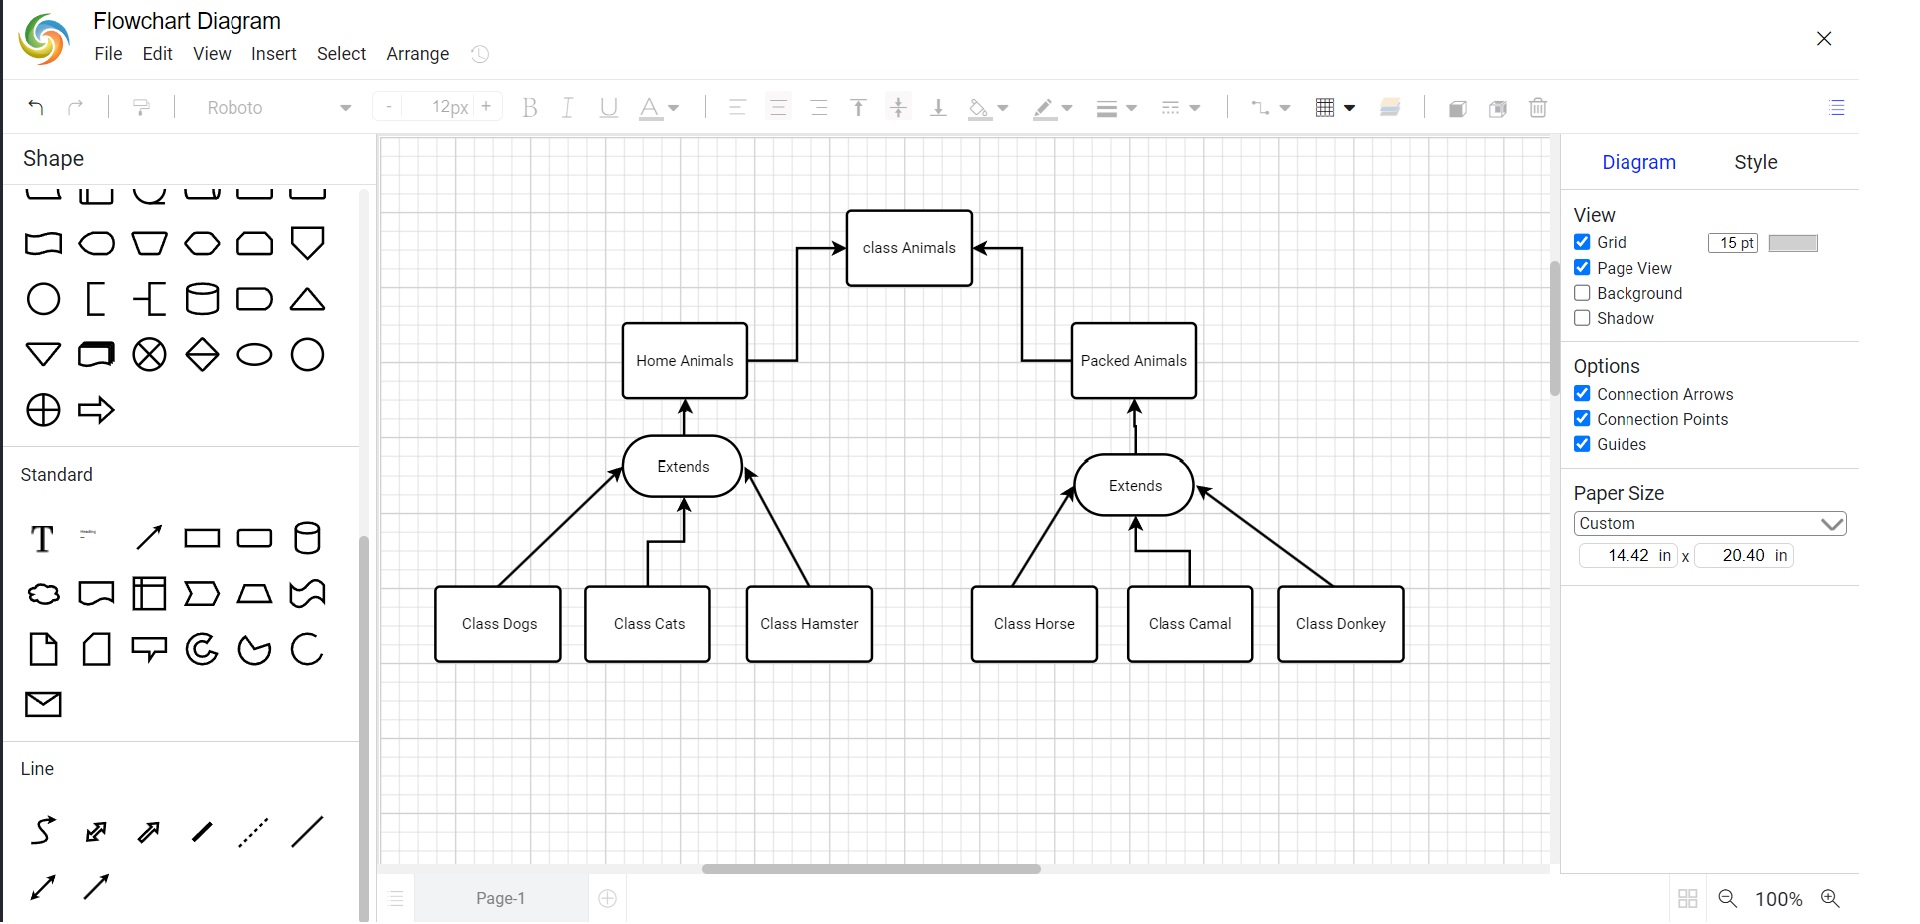 Flowchart Diagram
File Edit View Insert Select Arrange
Roboto - 12px + B I U A
Shape
Diagram Style
View
Grid 15 pt
Page View
Background
Shadow
Options
Connection Arrows
Connection Points
Guides
Paper Size
Custom
14.42 in x 20.40 in
class Animals
Home Animals Packed Animals
Extends
Extends
Class Dogs Class Cats Class Hamster Class Horse Class Camal Class Donkey
Standard
T Heading
Line
Page-1
100%